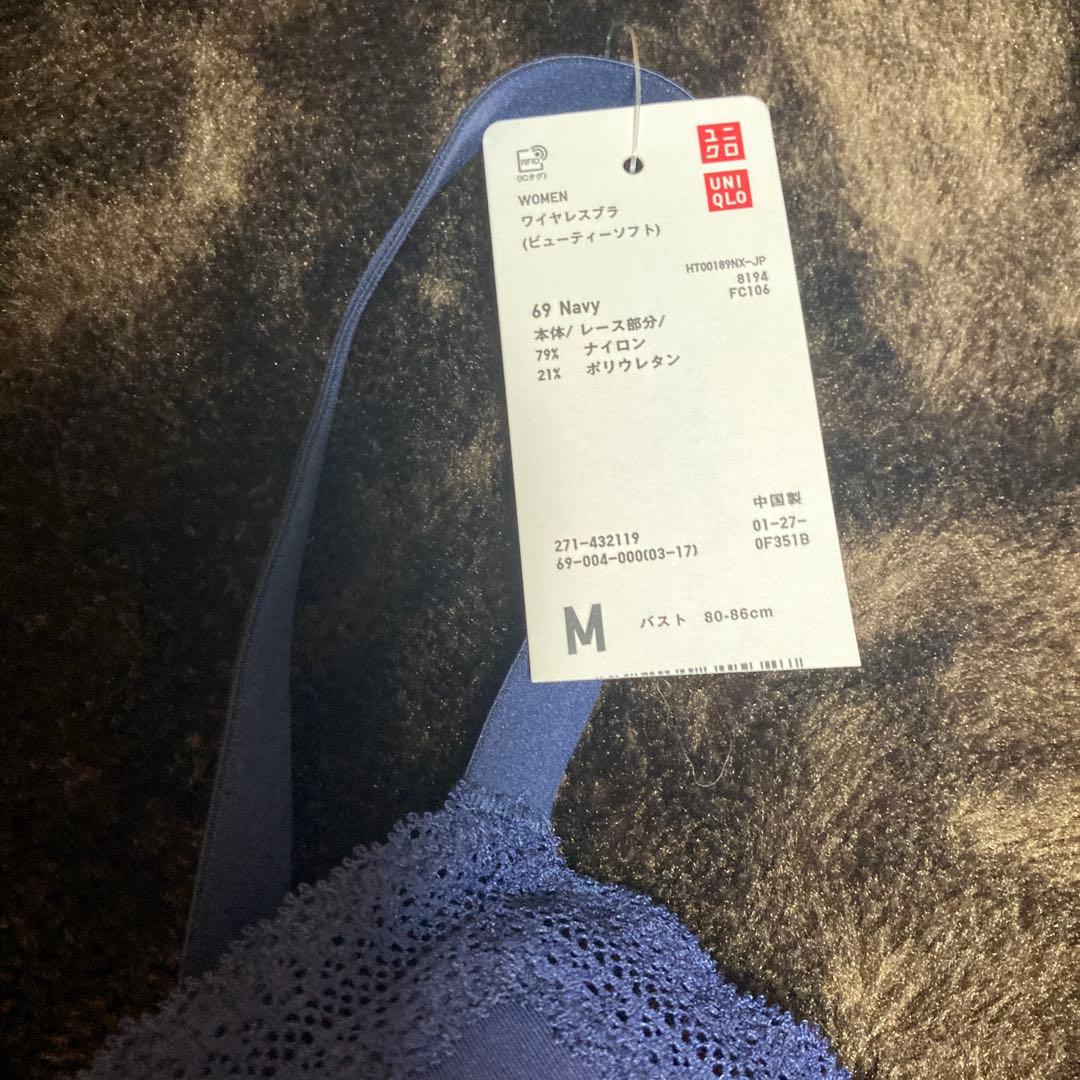 RFID
(ICタグ)
ユニ
クロ
UNI
QLO
WOMEN
ワイヤレスブラ
(ビューティーソフト)
HT00189NX-JP
8194
FC106
69 Navy
本体/ レース部分/
79% ナイロン
21% ポリウレタン
中国製
01-27-
0F351B
271-432119
69-004-000(03-17)
M バスト 80-86cm